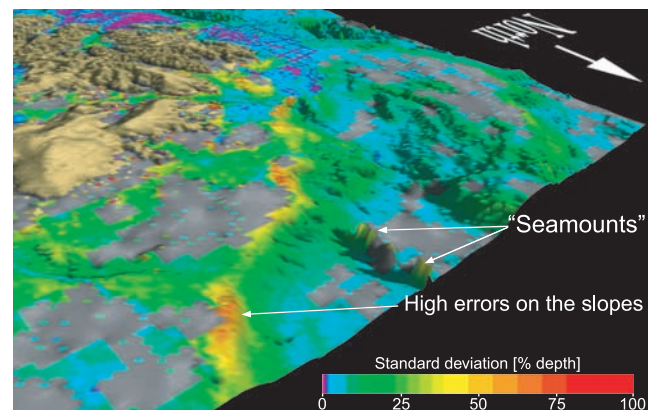 North
“Seamounts”
High errors on the slopes
Standard deviation [% depth]
0 25 50 75 100